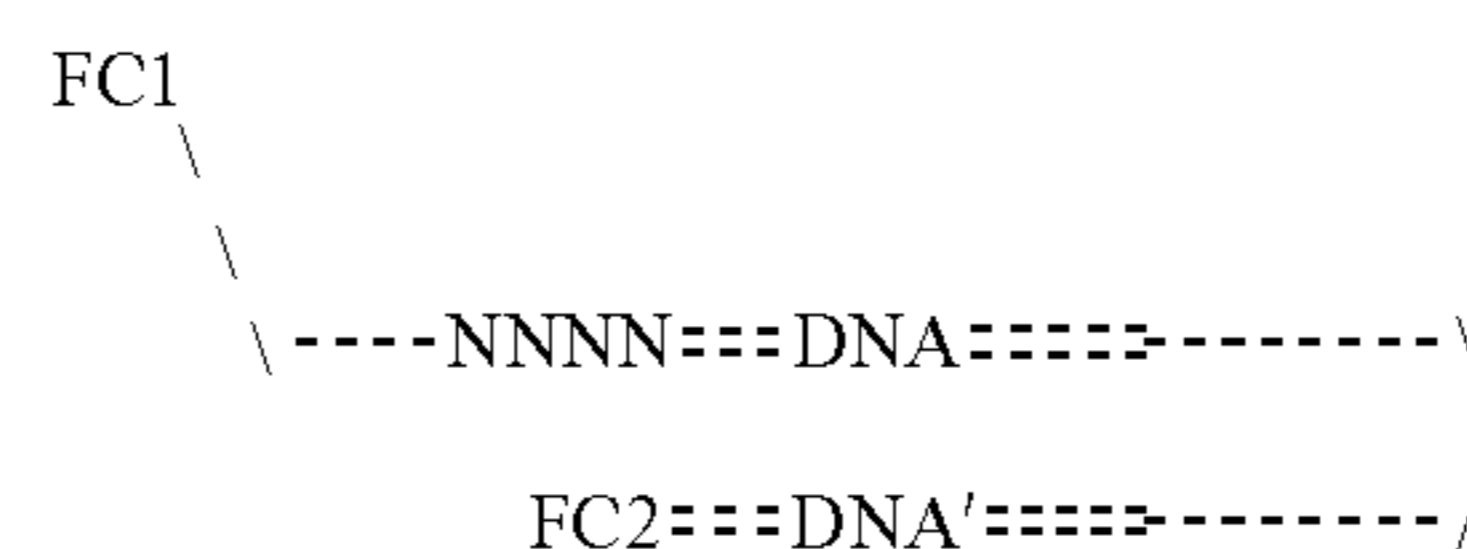 FC1
\
\
\ ----NNNN===DNA=====--------\
FC2===DNA′=====--------/